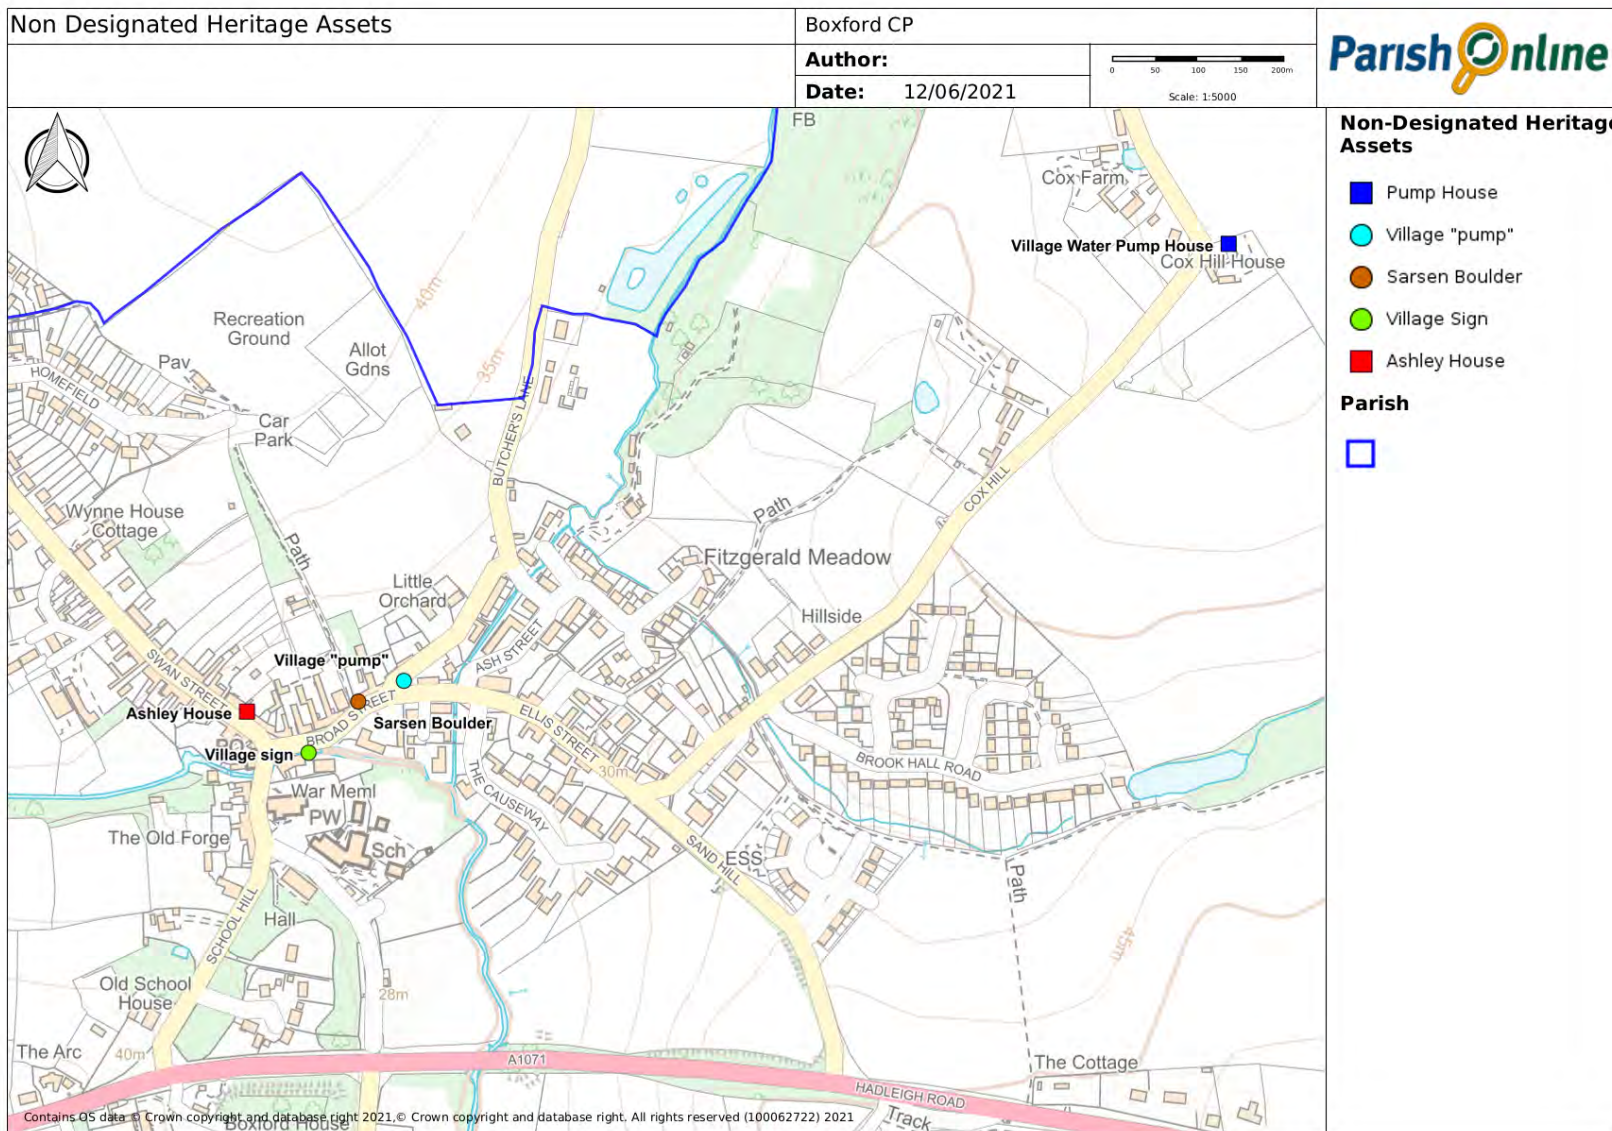 Non Designated Heritage Assets
Boxford CP
Author:
Date: 12/06/2021
0 50 100 150 200m
Scale: 1:5000
Parish Online
Non-Designated Heritage
Assets
Pump House
Village "pump"
Sarsen Boulder
Village Sign
Ashley House
Parish
FB
Cox Farm
Village Water Pump House
Cox Hill House
40m
Recreation
Ground
Allot
Gdns
35m
Pav
HOMEFIELD
Car
Park
BUTCHER'S LANE
COX HILL
Wynne House
Cottage
Path
Path
Fitzgerald Meadow
Little
Orchard
Hillside
ASH STREET
SWAN STREET
Village "pump"
Ashley House
BROAD STREET
Sarsen Boulder
ELLIS STREET
Village sign
30m
BROOK HALL ROAD
War Meml
PW
THE CAUSEWAY
The Old Forge
Sch
SAND HILL
ESS
Path
Hall
SCHOOL HILL
45m
Old School
House
28m
The Arc
40m
A1071
The Cottage
HADLEIGH ROAD
Track
Contains OS data © Crown copyright and database right 2021,© Crown copyright and database right. All rights reserved (100062722) 2021
Boxford House